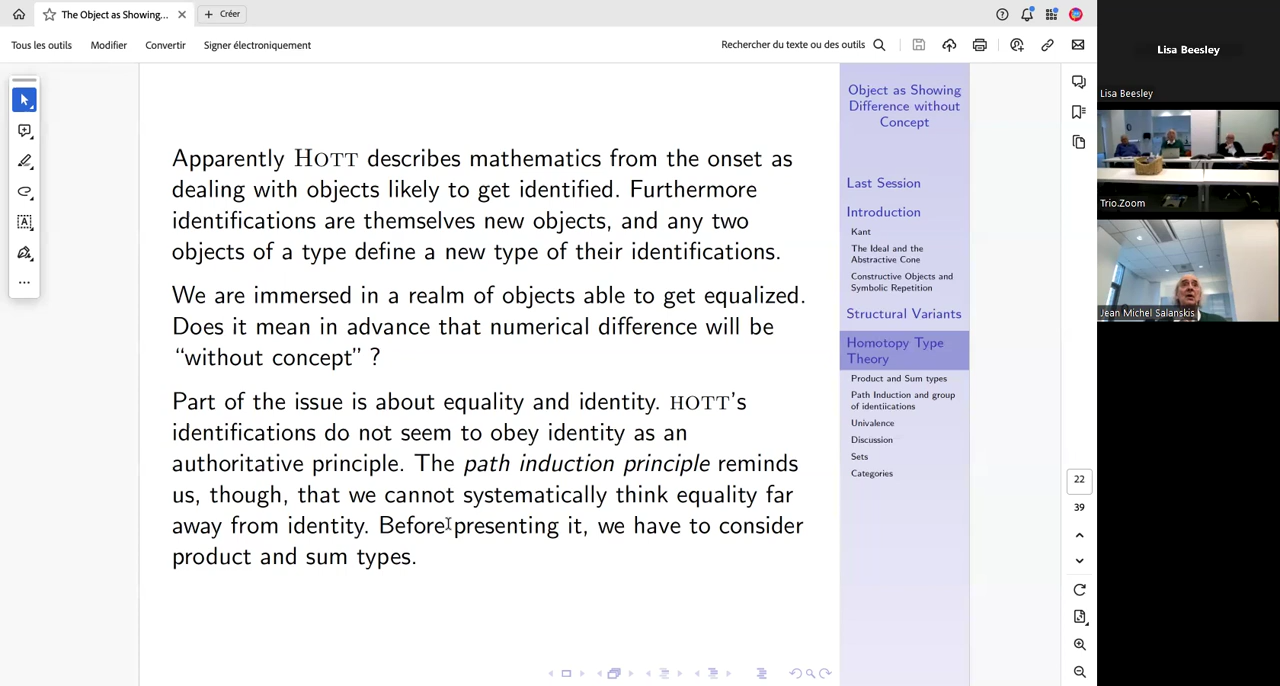 The Object as Showing...
Créer
Tous les outils
Modifier
Convertir
Signer électroniquement
Rechercher du texte ou des outils
Apparently HOTT describes mathematics from the onset as
dealing with objects likely to get identified. Furthermore
identifications are themselves new objects, and any two
objects of a type define a new type of their identifications.
We are immersed in a realm of objects able to get equalized.
Does it mean in advance that numerical difference will be
“without concept” ?
Part of the issue is about equality and identity. HOTT's
identifications do not seem to obey identity as an
authoritative principle. The path induction principle reminds
us, though, that we cannot systematically think equality far
away from identity. Before presenting it, we have to consider
product and sum types.
Object as Showing
Difference without
Concept
Last Session
Introduction
Kant
The Ideal and the
Abstractive Cone
Constructive Objects and
Symbolic Repetition
Structural Variants
Homotopy Type
Theory
Product and Sum types
Path Induction and group
of identiications
Univalence
Discussion
Sets
Categories
22
39
Lisa Beesley
Lisa Beesley
Trio.Zoom
Jean Michel Salanskis